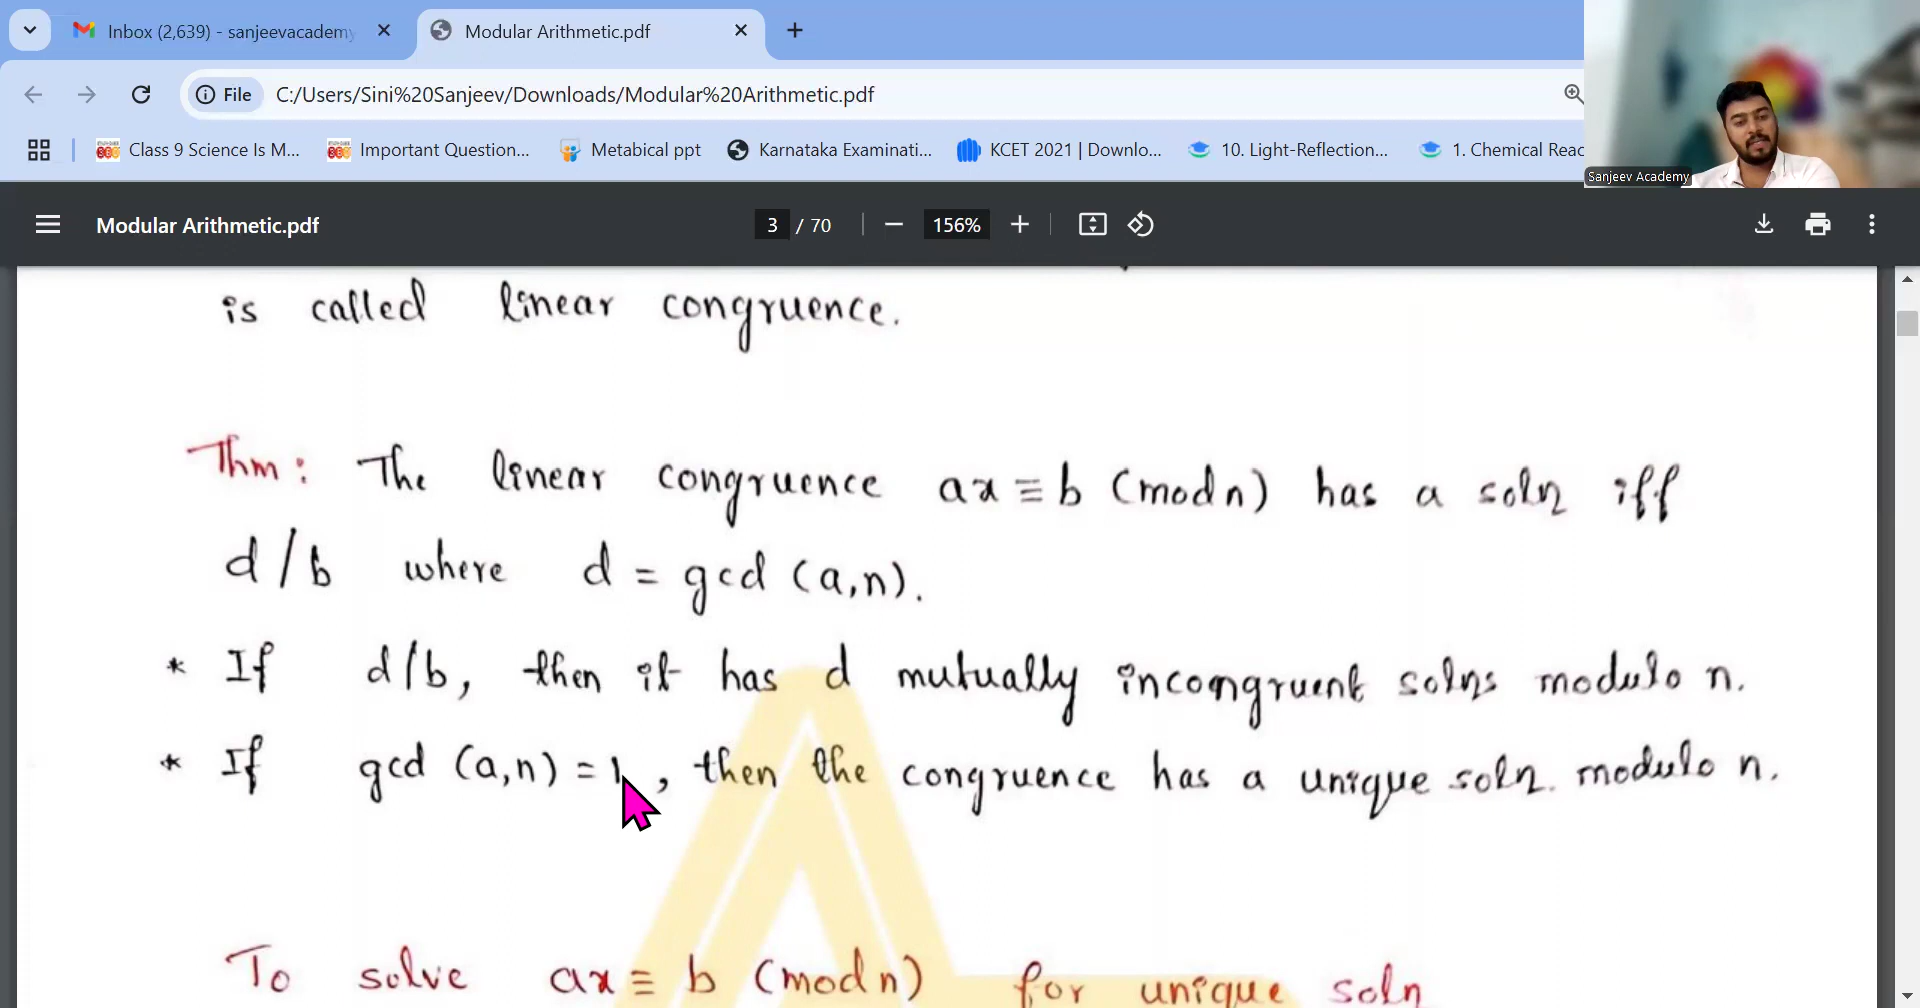 Inbox (2,639) - sanjeevacademy
Modular Arithmetic.pdf
File
C:/Users/Sini%20Sanjeev/Downloads/Modular%20Arithmetic.pdf
Class 9 Science Is M...
Important Question...
Metabical ppt
Karnataka Examinati...
KCET 2021 | Downlo...
10. Light-Reflection...
1. Chemical Reac
Sanjeev Academy
Modular Arithmetic.pdf
3 / 70
156%
is called linear congruence.
Thm: The linear congruence ax ≡ b (mod n) has a soln iff
d/b where d = gcd (a,n).
* If d/b, then it has d mutually incongruent solns modulo n.
* If gcd (a,n) = 1, then the congruence has a unique soln. modulo n.
To solve ax ≡ b (mod n) for unique soln